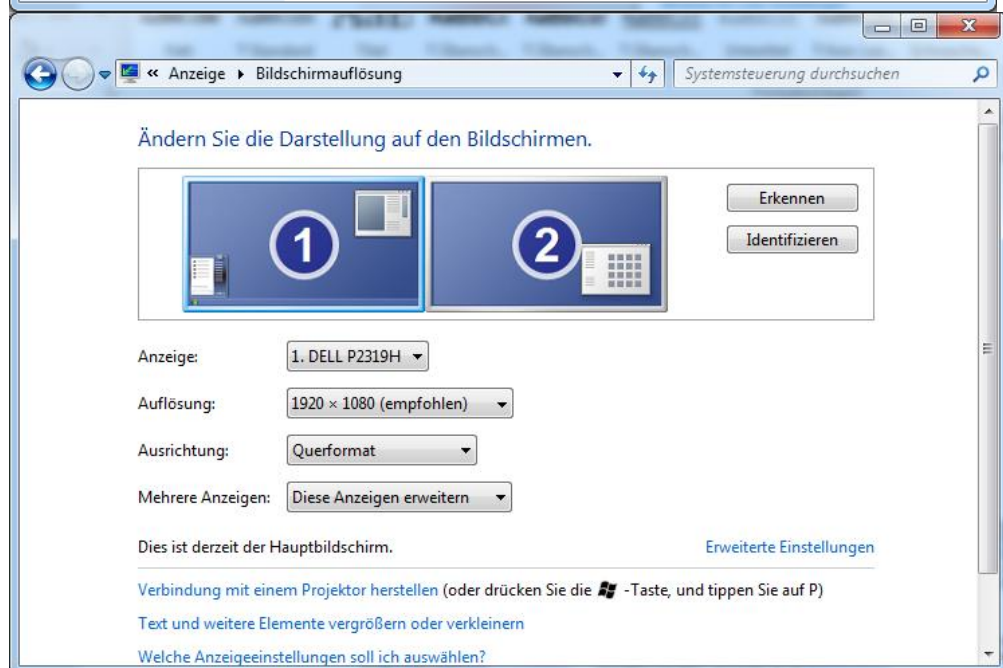 « Anzeige ▸ Bildschirmauflösung
Systemsteuerung durchsuchen
Ändern Sie die Darstellung auf den Bildschirmen.
1
2
Erkennen
Identifizieren
Anzeige: 1. DELL P2319H
Auflösung: 1920 × 1080 (empfohlen)
Ausrichtung: Querformat
Mehrere Anzeigen: Diese Anzeigen erweitern
Dies ist derzeit der Hauptbildschirm. Erweiterte Einstellungen
Verbindung mit einem Projektor herstellen (oder drücken Sie die -Taste, und tippen Sie auf P)
Text und weitere Elemente vergrößern oder verkleinern
Welche Anzeigeeinstellungen soll ich auswählen?